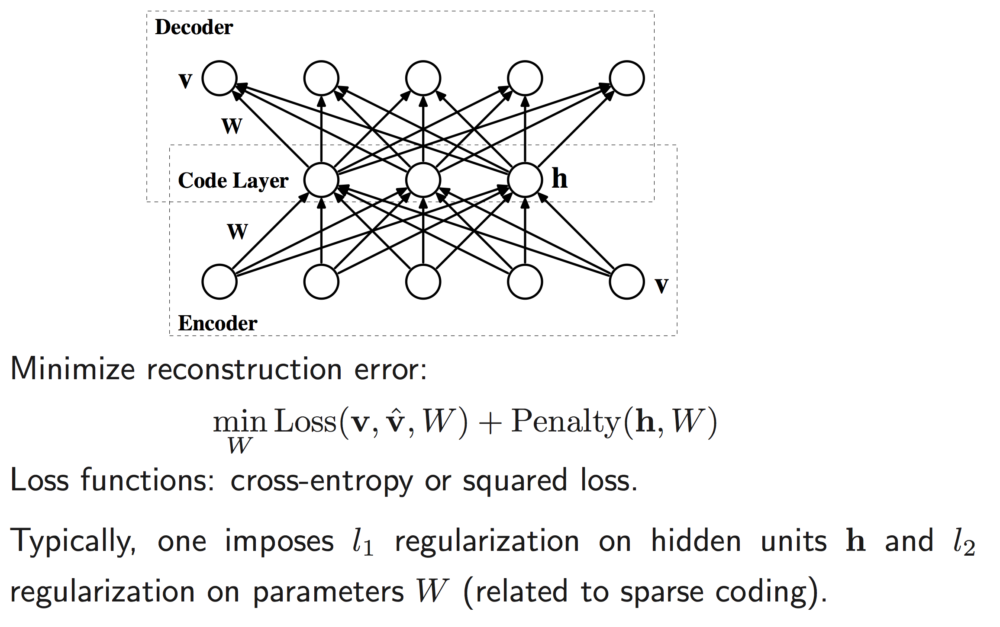 Decoder
v
W
Code Layer h
W
v
Encoder
Minimize reconstruction error:
min Loss(v, v̂, W) + Penalty(h, W)
W
Loss functions: cross-entropy or squared loss.
Typically, one imposes l₁ regularization on hidden units h and l₂
regularization on parameters W (related to sparse coding).